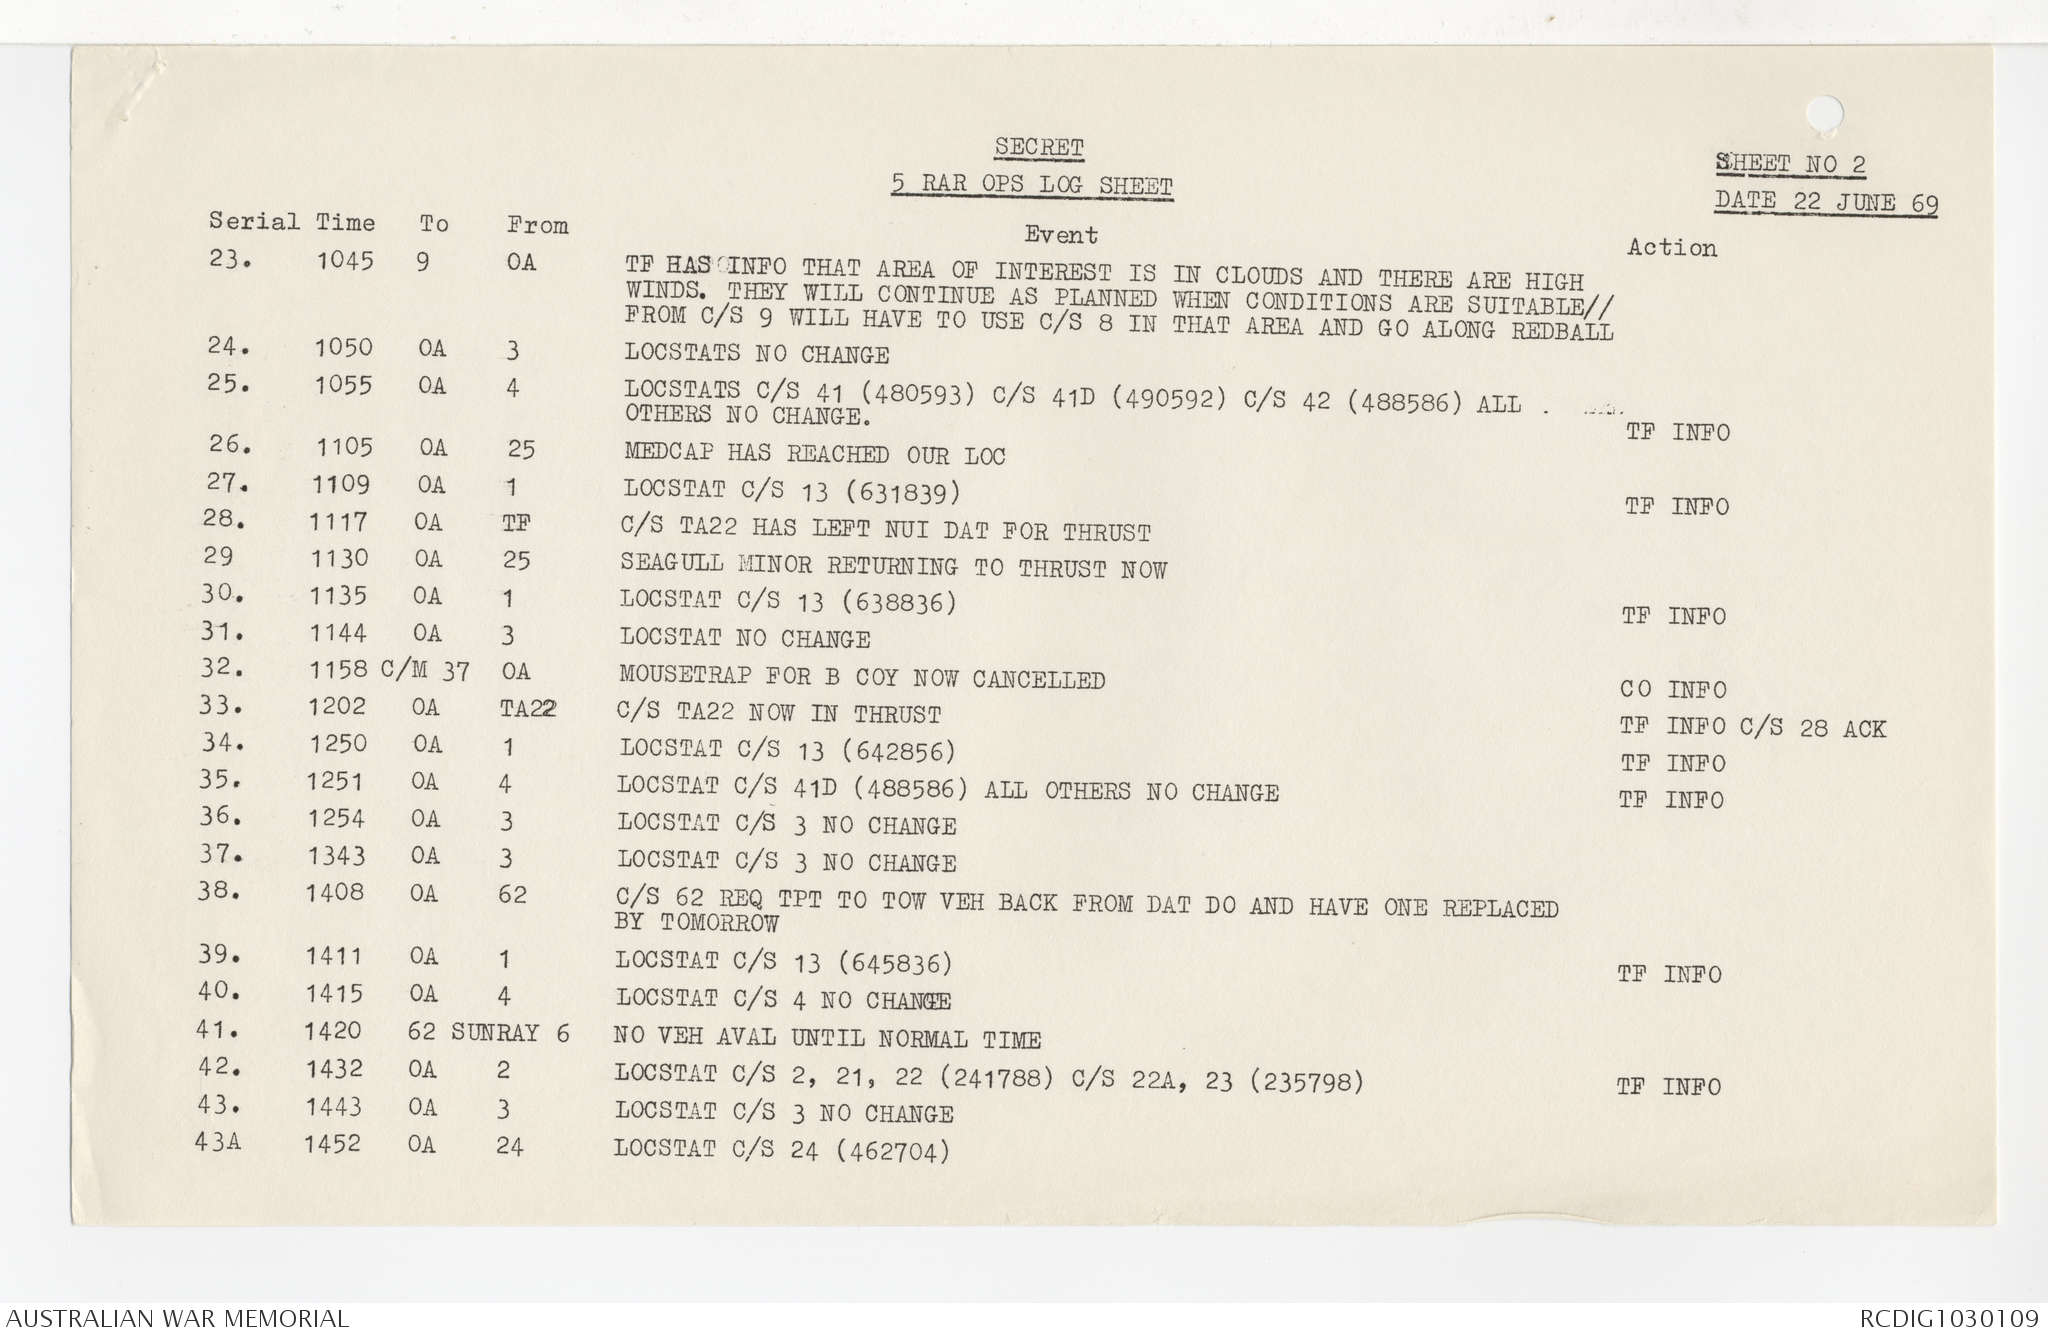 SECRET
5 RAR OPS LOG SHEET
SHEET NO 2
DATE 22 JUNE 69
Serial Time To From Event Action
23. 1045 9 OA TF HAS INFO THAT AREA OF INTEREST IS IN CLOUDS AND THERE ARE HIGH
WINDS. THEY WILL CONTINUE AS PLANNED WHEN CONDITIONS ARE SUITABLE//
FROM C/S 9 WILL HAVE TO USE C/S 8 IN THAT AREA AND GO ALONG REDBALL
24. 1050 OA 3 LOCSTATS NO CHANGE
25. 1055 OA 4 LOCSTATS C/S 41 (480593) C/S 41D (490592) C/S 42 (488586) ALL .
OTHERS NO CHANGE. TF INFO
26. 1105 OA 25 MEDCAP HAS REACHED OUR LOC
27. 1109 OA 1 LOCSTAT C/S 13 (631839) TF INFO
28. 1117 OA TF C/S TA22 HAS LEFT NUI DAT FOR THRUST
29 1130 OA 25 SEAGULL MINOR RETURNING TO THRUST NOW
30. 1135 OA 1 LOCSTAT C/S 13 (638836) TF INFO
31. 1144 OA 3 LOCSTAT NO CHANGE
32. 1158 C/M 37 OA MOUSETRAP FOR B COY NOW CANCELLED CO INFO
33. 1202 OA TA22 C/S TA22 NOW IN THRUST TF INFO C/S 28 ACK
34. 1250 OA 1 LOCSTAT C/S 13 (642856) TF INFO
35. 1251 OA 4 LOCSTAT C/S 41D (488586) ALL OTHERS NO CHANGE TF INFO
36. 1254 OA 3 LOCSTAT C/S 3 NO CHANGE
37. 1343 OA 3 LOCSTAT C/S 3 NO CHANGE
38. 1408 OA 62 C/S 62 REQ TPT TO TOW VEH BACK FROM DAT DO AND HAVE ONE REPLACED
BY TOMORROW
39. 1411 OA 1 LOCSTAT C/S 13 (645836) TF INFO
40. 1415 OA 4 LOCSTAT C/S 4 NO CHANGE
41. 1420 62 SUNRAY 6 NO VEH AVAL UNTIL NORMAL TIME
42. 1432 OA 2 LOCSTAT C/S 2, 21, 22 (241788) C/S 22A, 23 (235798) TF INFO
43. 1443 OA 3 LOCSTAT C/S 3 NO CHANGE
43A 1452 OA 24 LOCSTAT C/S 24 (462704)
AUSTRALIAN WAR MEMORIAL
RCDIG1030109